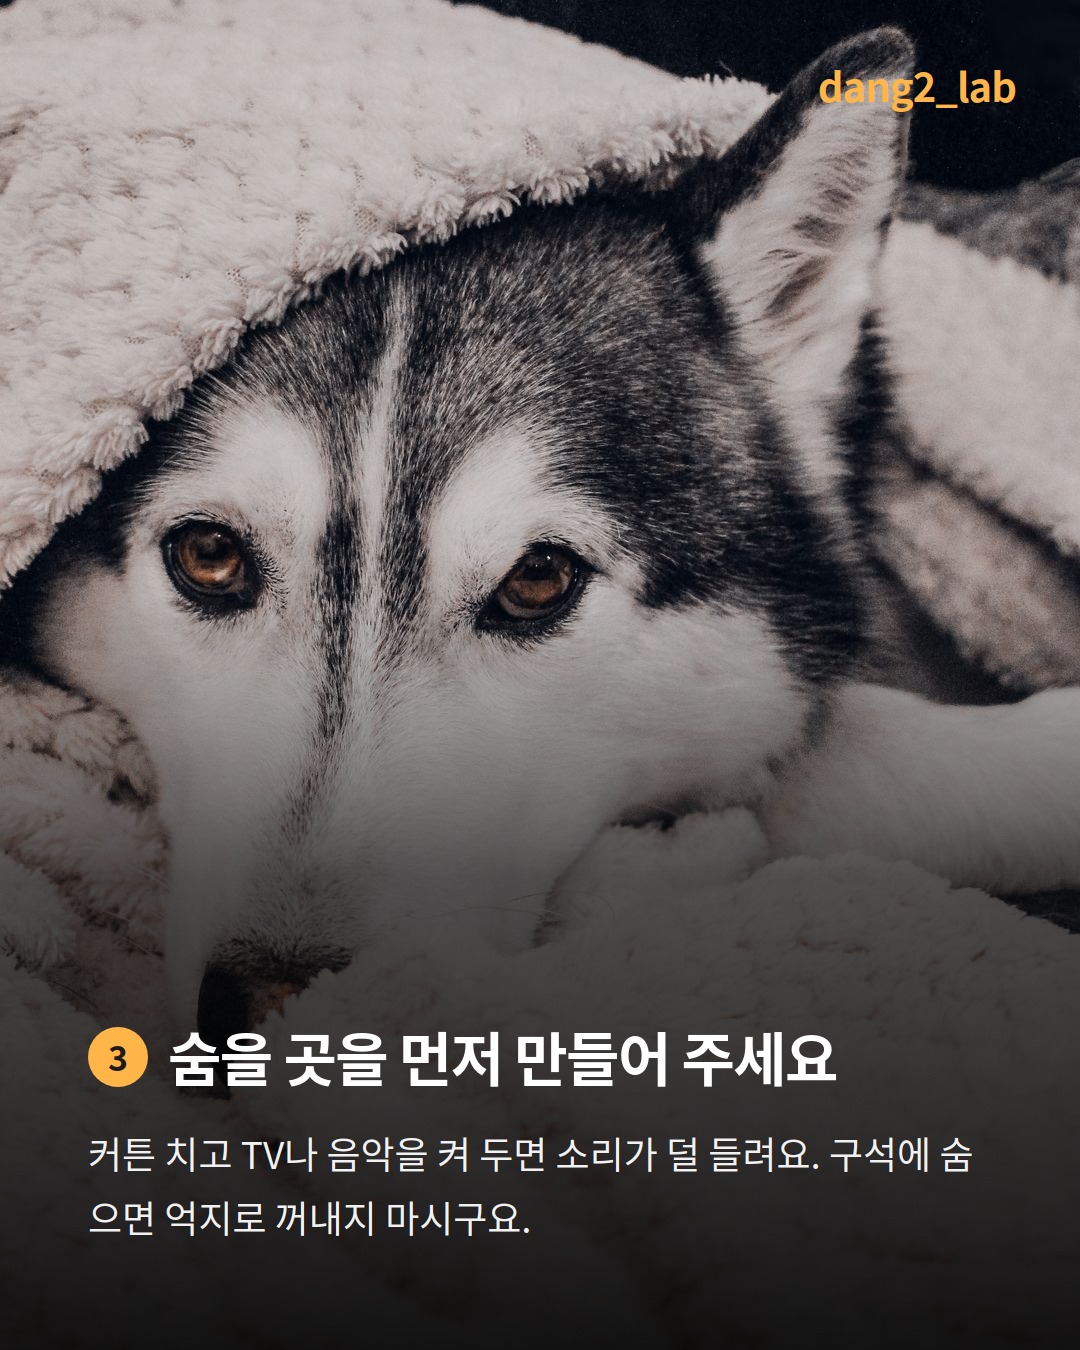 dang2_lab
3 숨을 곳을 먼저 만들어 주세요
커튼 치고 TV나 음악을 켜 두면 소리가 덜 들려요. 구석에 숨
으면 억지로 꺼내지 마시구요.